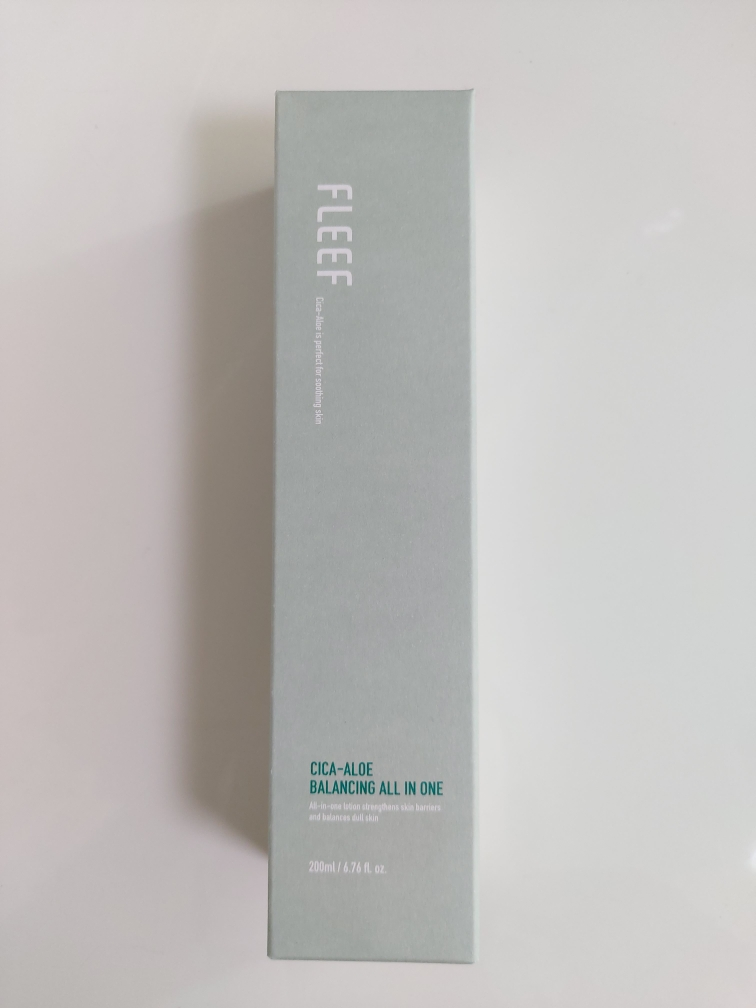 FLEEF
Cica-Aloe is perfect for soothing skin
CICA-ALOE
BALANCING ALL IN ONE
All-in-one lotion strengthens skin barriers
and balances dull skin
200ml / 6.76 fl. oz.